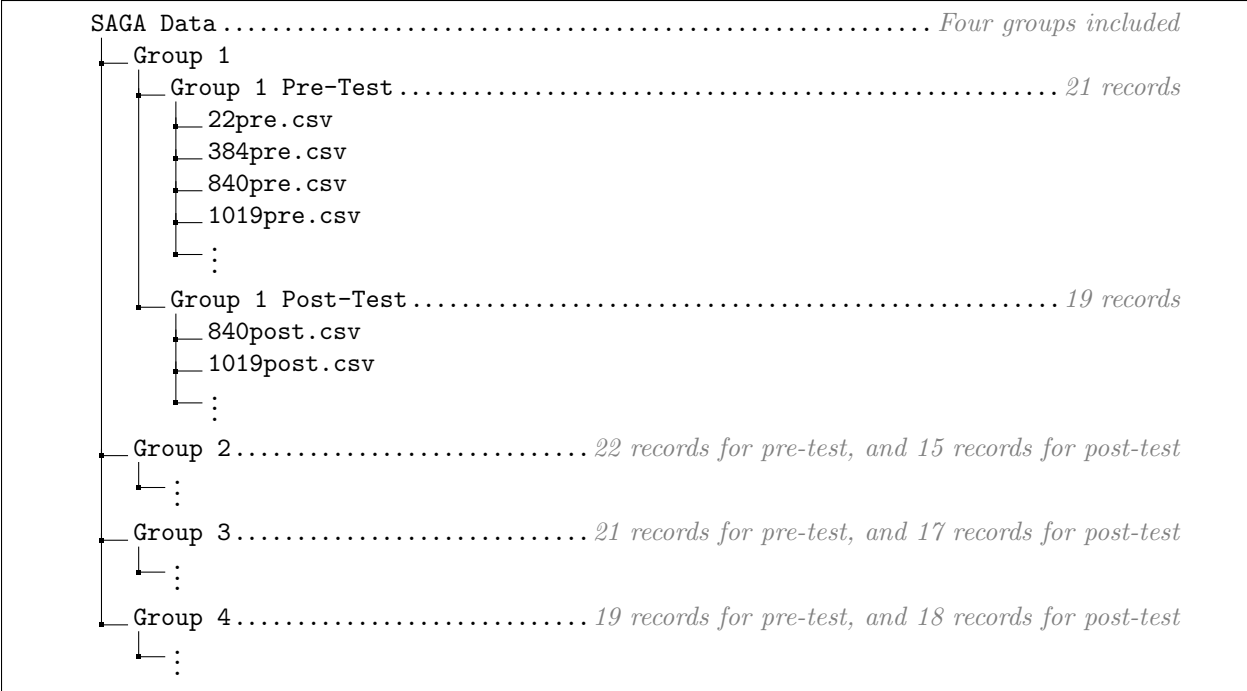 SAGA Data........................................................... Four groups included
Group 1
Group 1 Pre-Test....................................................... 21 records
22pre.csv
384pre.csv
840pre.csv
1019pre.csv
⋮
Group 1 Post-Test...................................................... 19 records
840post.csv
1019post.csv
⋮
Group 2............................. 22 records for pre-test, and 15 records for post-test
⋮
Group 3............................. 21 records for pre-test, and 17 records for post-test
⋮
Group 4............................. 19 records for pre-test, and 18 records for post-test
⋮